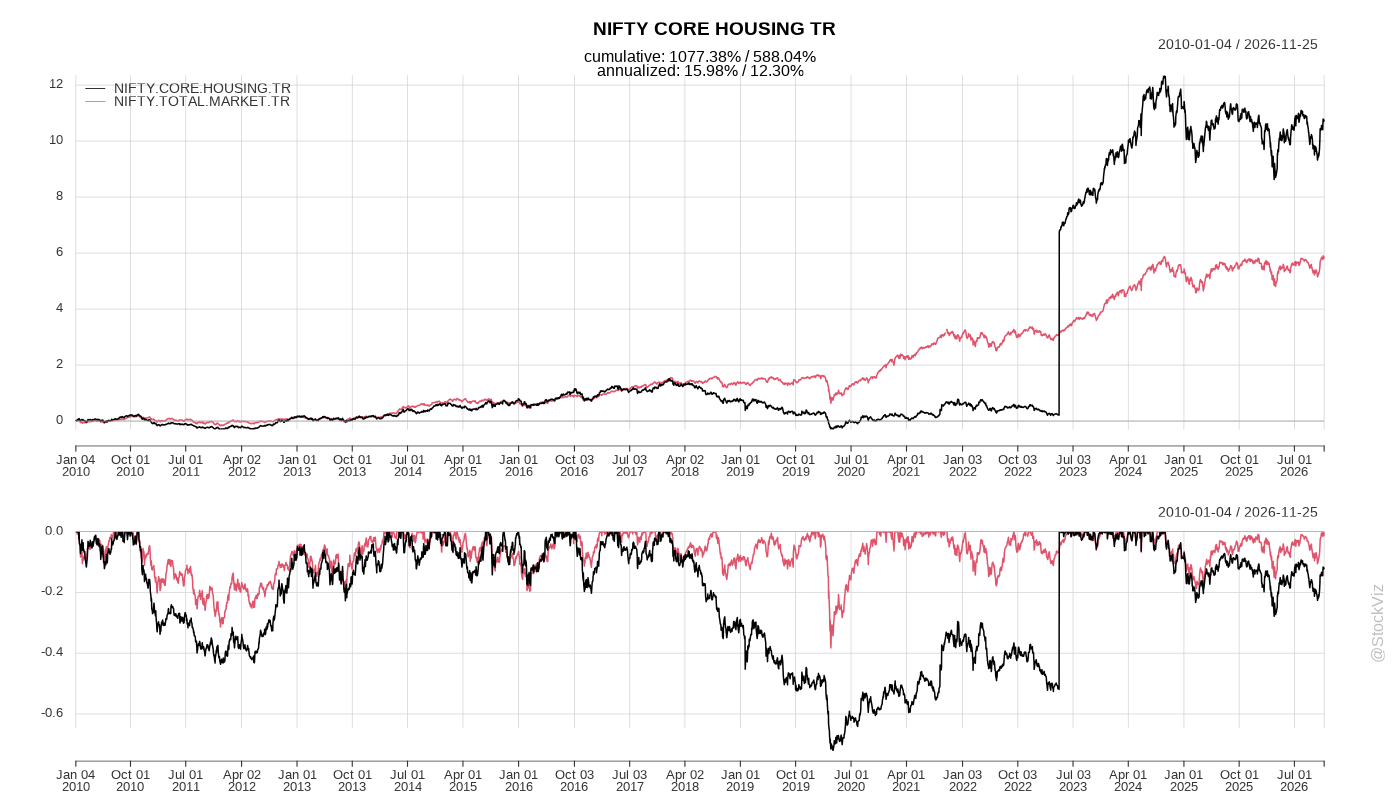 NIFTY CORE HOUSING TR
2010-01-04 / 2026-11-25
cumulative: 1077.38% / 588.04%
annualized: 15.98% / 12.30%
NIFTY.CORE.HOUSING.TR
NIFTY.TOTAL.MARKET.TR
12
10
8
6
4
2
0
Jan 04 Oct 01 Jul 01 Apr 02 Jan 01 Oct 01 Jul 01 Apr 01 Jan 01 Oct 03 Jul 03 Apr 02 Jan 01 Oct 01 Jul 01 Apr 01 Jan 03 Oct 03 Jul 03 Apr 01 Jan 01 Oct 01 Jul 01
2010 2010 2011 2012 2013 2013 2014 2015 2016 2016 2017 2018 2019 2019 2020 2021 2022 2022 2023 2024 2025 2025 2026
2010-01-04 / 2026-11-25
0.0
-0.2
-0.4
-0.6
Jan 04 Oct 01 Jul 01 Apr 02 Jan 01 Oct 01 Jul 01 Apr 01 Jan 01 Oct 03 Jul 03 Apr 02 Jan 01 Oct 01 Jul 01 Apr 01 Jan 03 Oct 03 Jul 03 Apr 01 Jan 01 Oct 01 Jul 01
2010 2010 2011 2012 2013 2013 2014 2015 2016 2016 2017 2018 2019 2019 2020 2021 2022 2022 2023 2024 2025 2025 2026
@StockViz